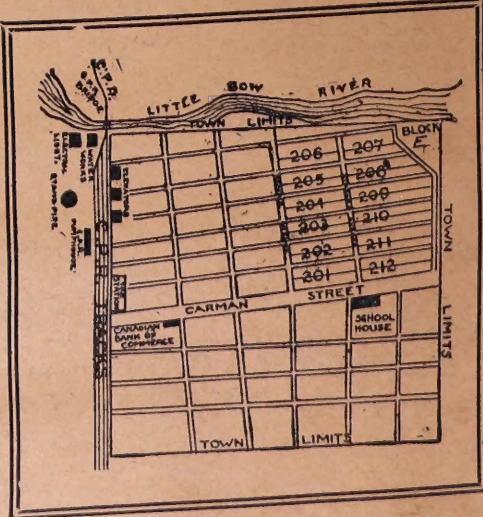 C.P.R.
C.P.R. BRIDGE
LITTLE BOW RIVER
TOWN LIMITS
BLOCK E
ELECTRIC LIGHT.
WATER WORKS
STANDPIPE
ELEVATORS
C.P.R. TRACKS
STATION
206 207
205 208
204 209
203 210
202 211
201 212
TOWN LIMITS
CARMAN STREET
CANADIAN BANK OF COMMERCE
SCHOOL HOUSE
TOWN LIMITS